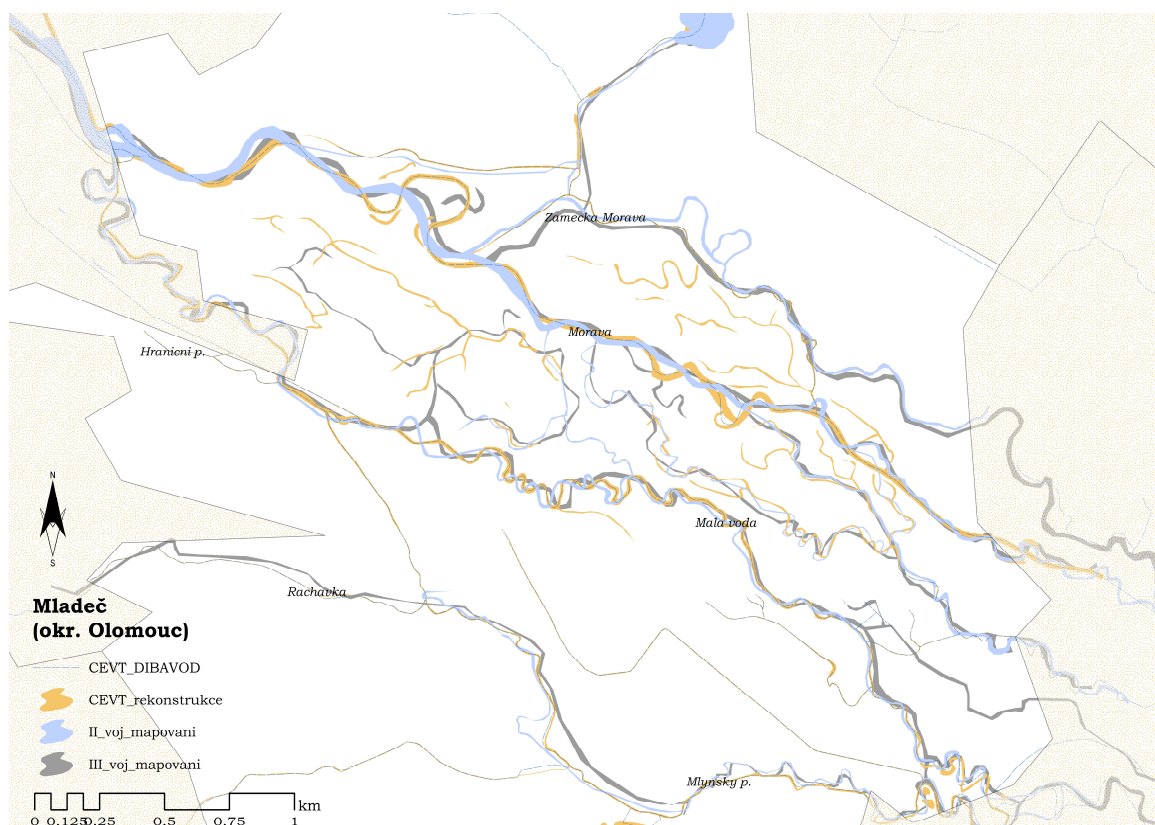 Zamecka Morava
Morava
Hranicni p.
Mala voda
Rachavka
Mlynsky p.
N
S
Mladeč
(okr. Olomouc)
CEVT_DIBAVOD
CEVT_rekonstrukce
II_voj_mapovani
III_voj_mapovani
km
0 0,125 0,25 0,5 0,75 1